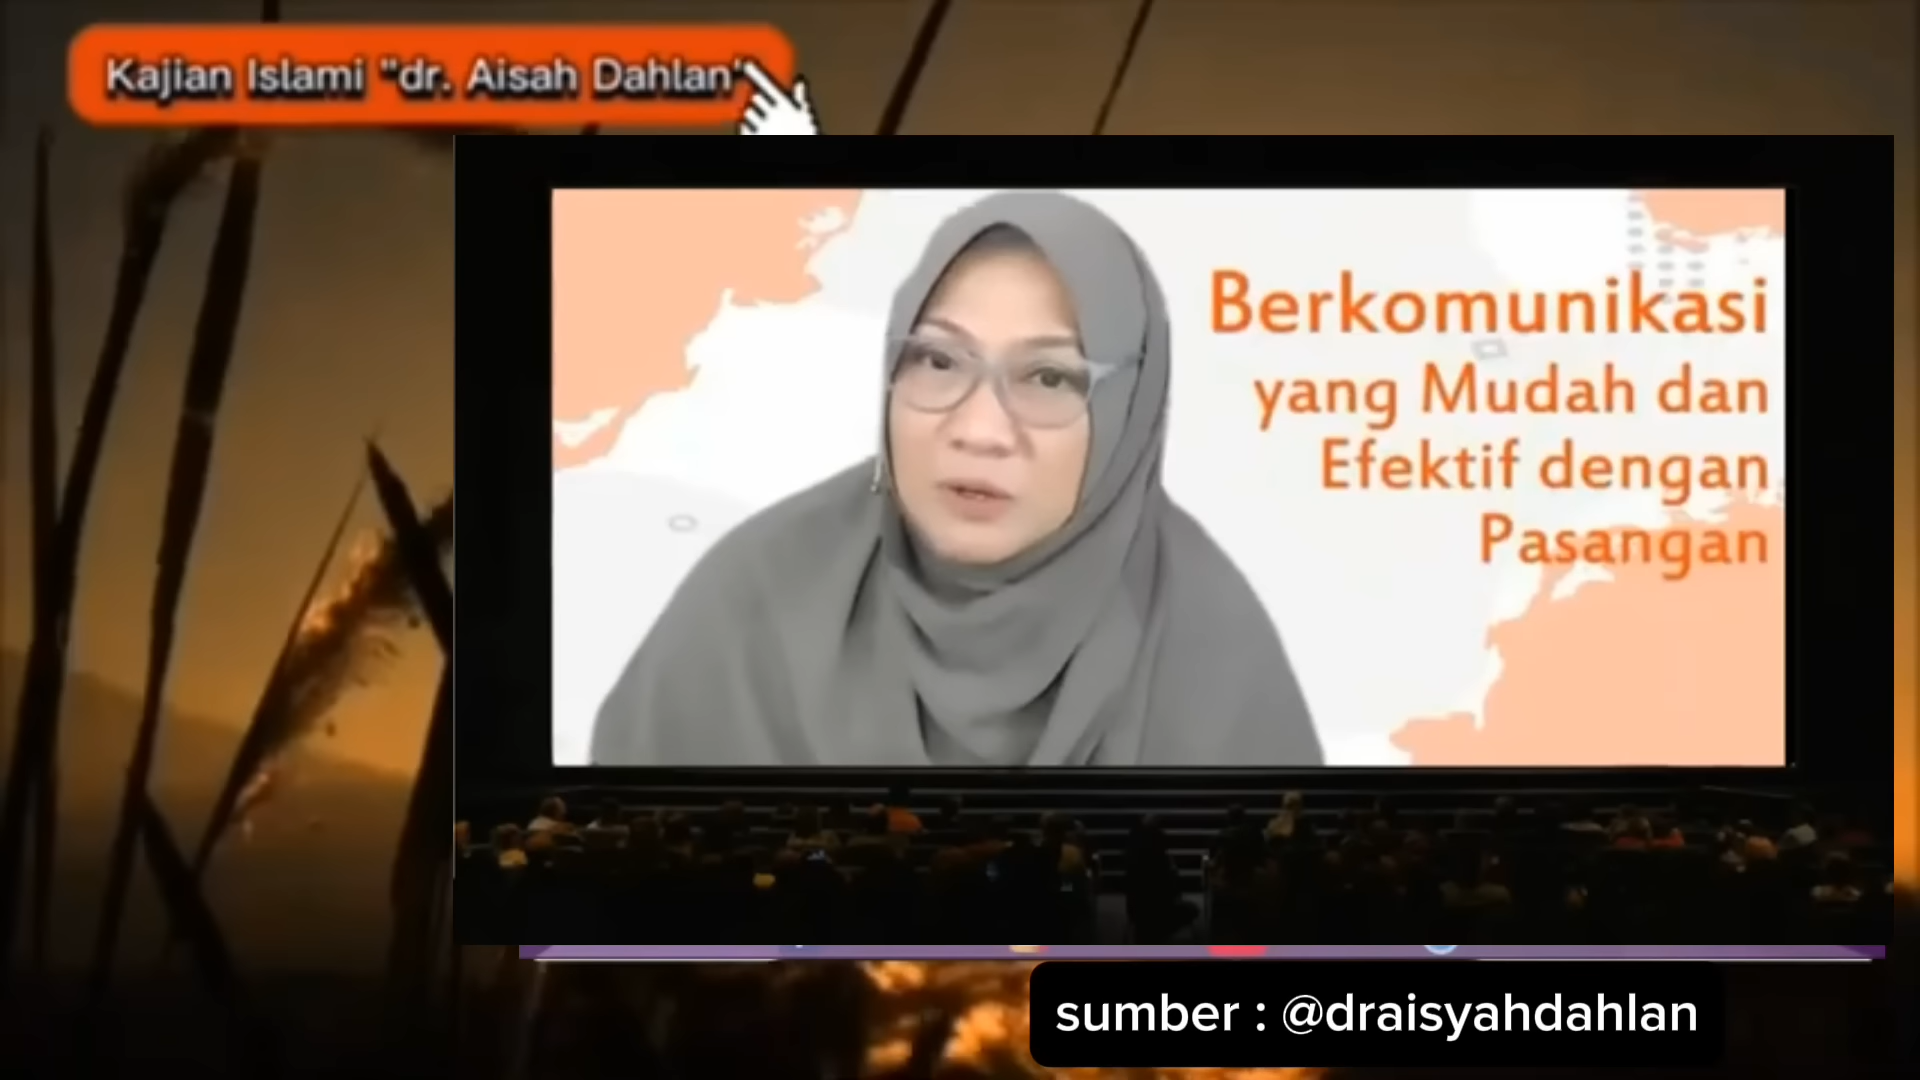 Kajian Islami "dr. Aisah Dahlan"
Berkomunikasi
yang Mudah dan
Efektif dengan
Pasangan
sumber : @draisyahdahlan